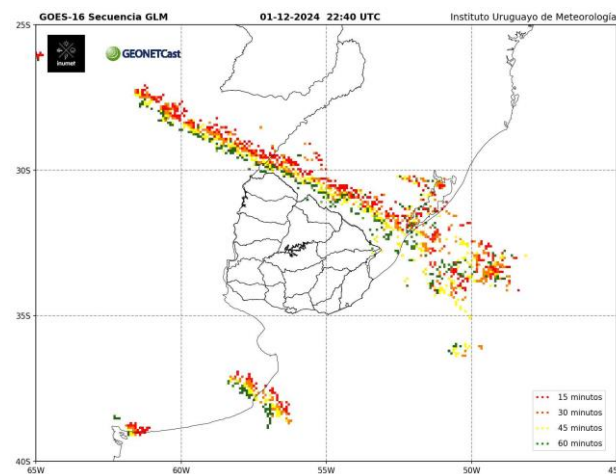 GOES-16 Secuencia GLM 01-12-2024 22:40 UTC Instituto Uruguayo de Meteorología
25S
inumet
GEONETCast
30S
35S
15 minutos
30 minutos
45 minutos
60 minutos
40S
65W 60W 55W 50W 45